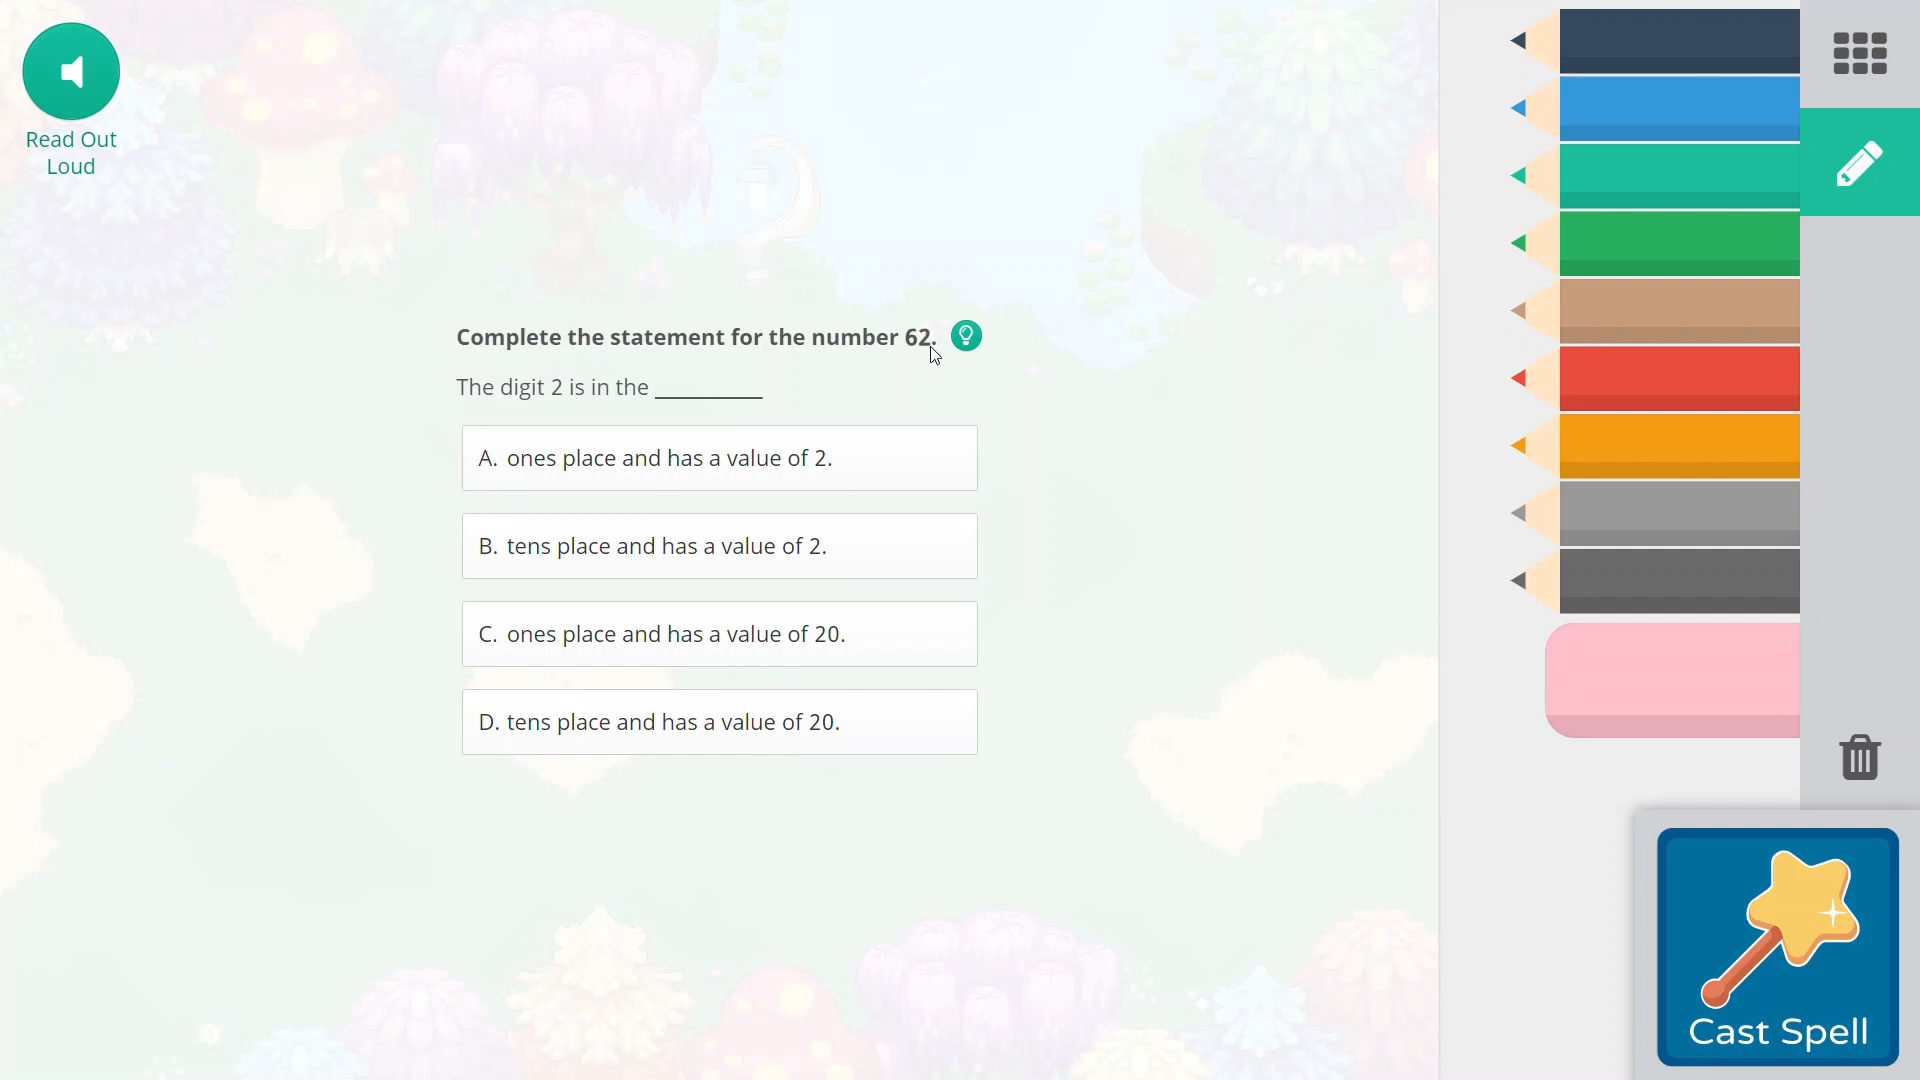 Read Out
Loud
Complete the statement for the number 62.
The digit 2 is in the __________
A. ones place and has a value of 2.
B. tens place and has a value of 2.
C. ones place and has a value of 20.
D. tens place and has a value of 20.
Cast Spell